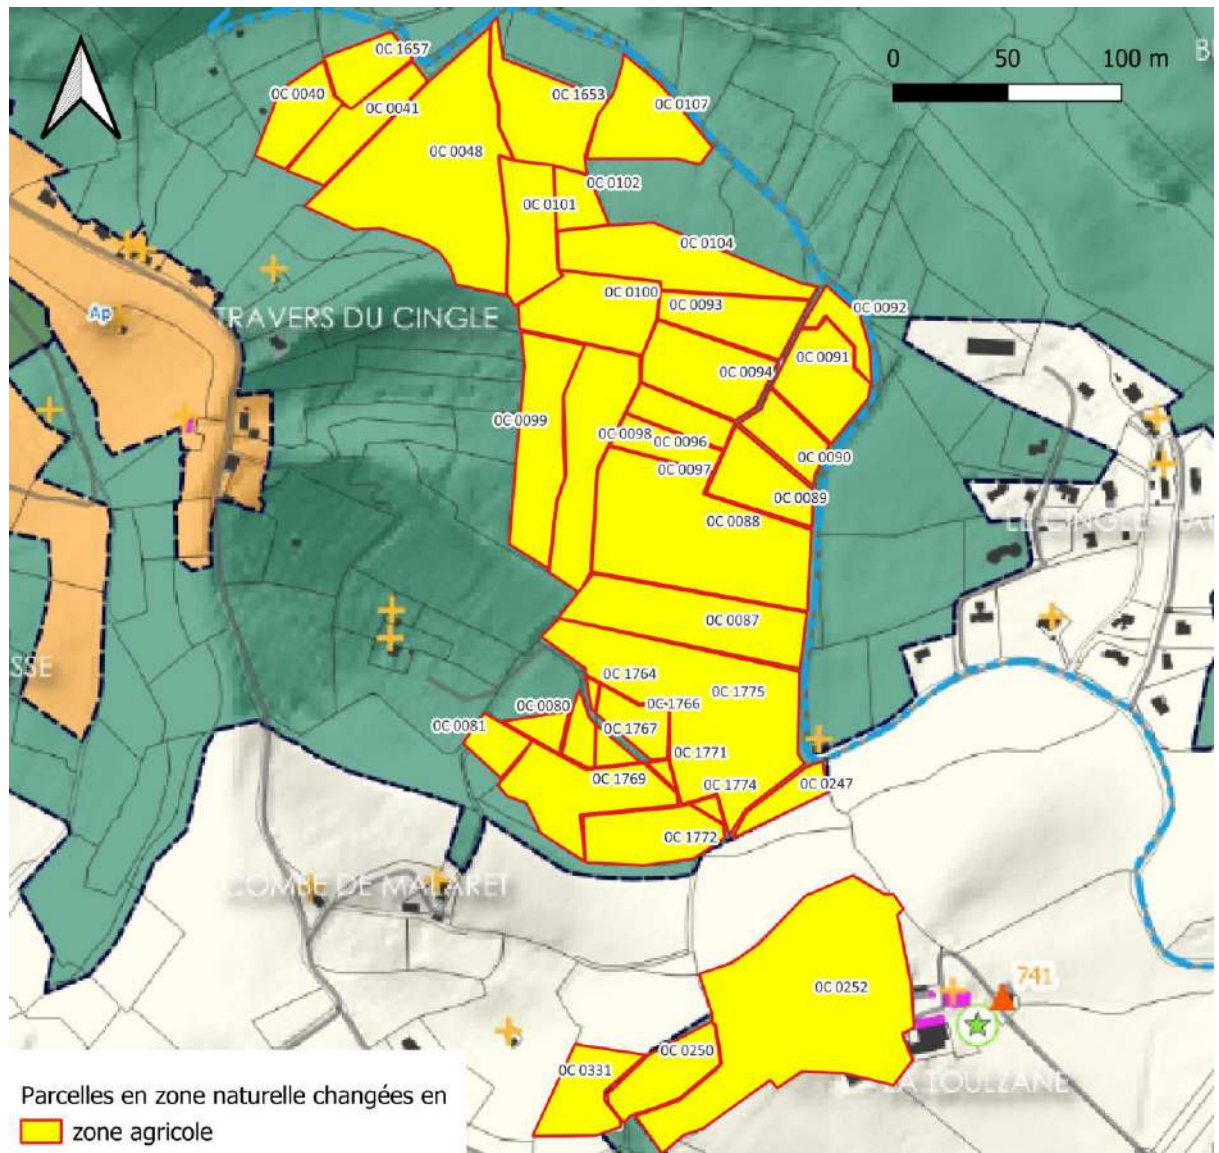 0 50 100 m
0C 1657
0C 0040
0C 0041
0C 1653
0C 0107
0C 0048
0C 0102
0C 0101
0C 0104
0C 0100
0C 0093
0C 0092
Ap
TRAVERS DU CINGLE
0C 0091
0C 0094
0C 0099
0C 0098
0C 0096
0C 0097
0C 0090
0C 0089
0C 0088
LE CINGLE
0C 0087
SSE
0C 1764
0C 1775
0C 0080
0C 1766
0C 0081
0C 1767
0C 1771
0C 1769
0C 1774
0C 0247
0C 1772
COMBE DE MALARET
0C 0252
741
0C 0250
0C 0331
LA TOULZANE
Parcelles en zone naturelle changées en
zone agricole